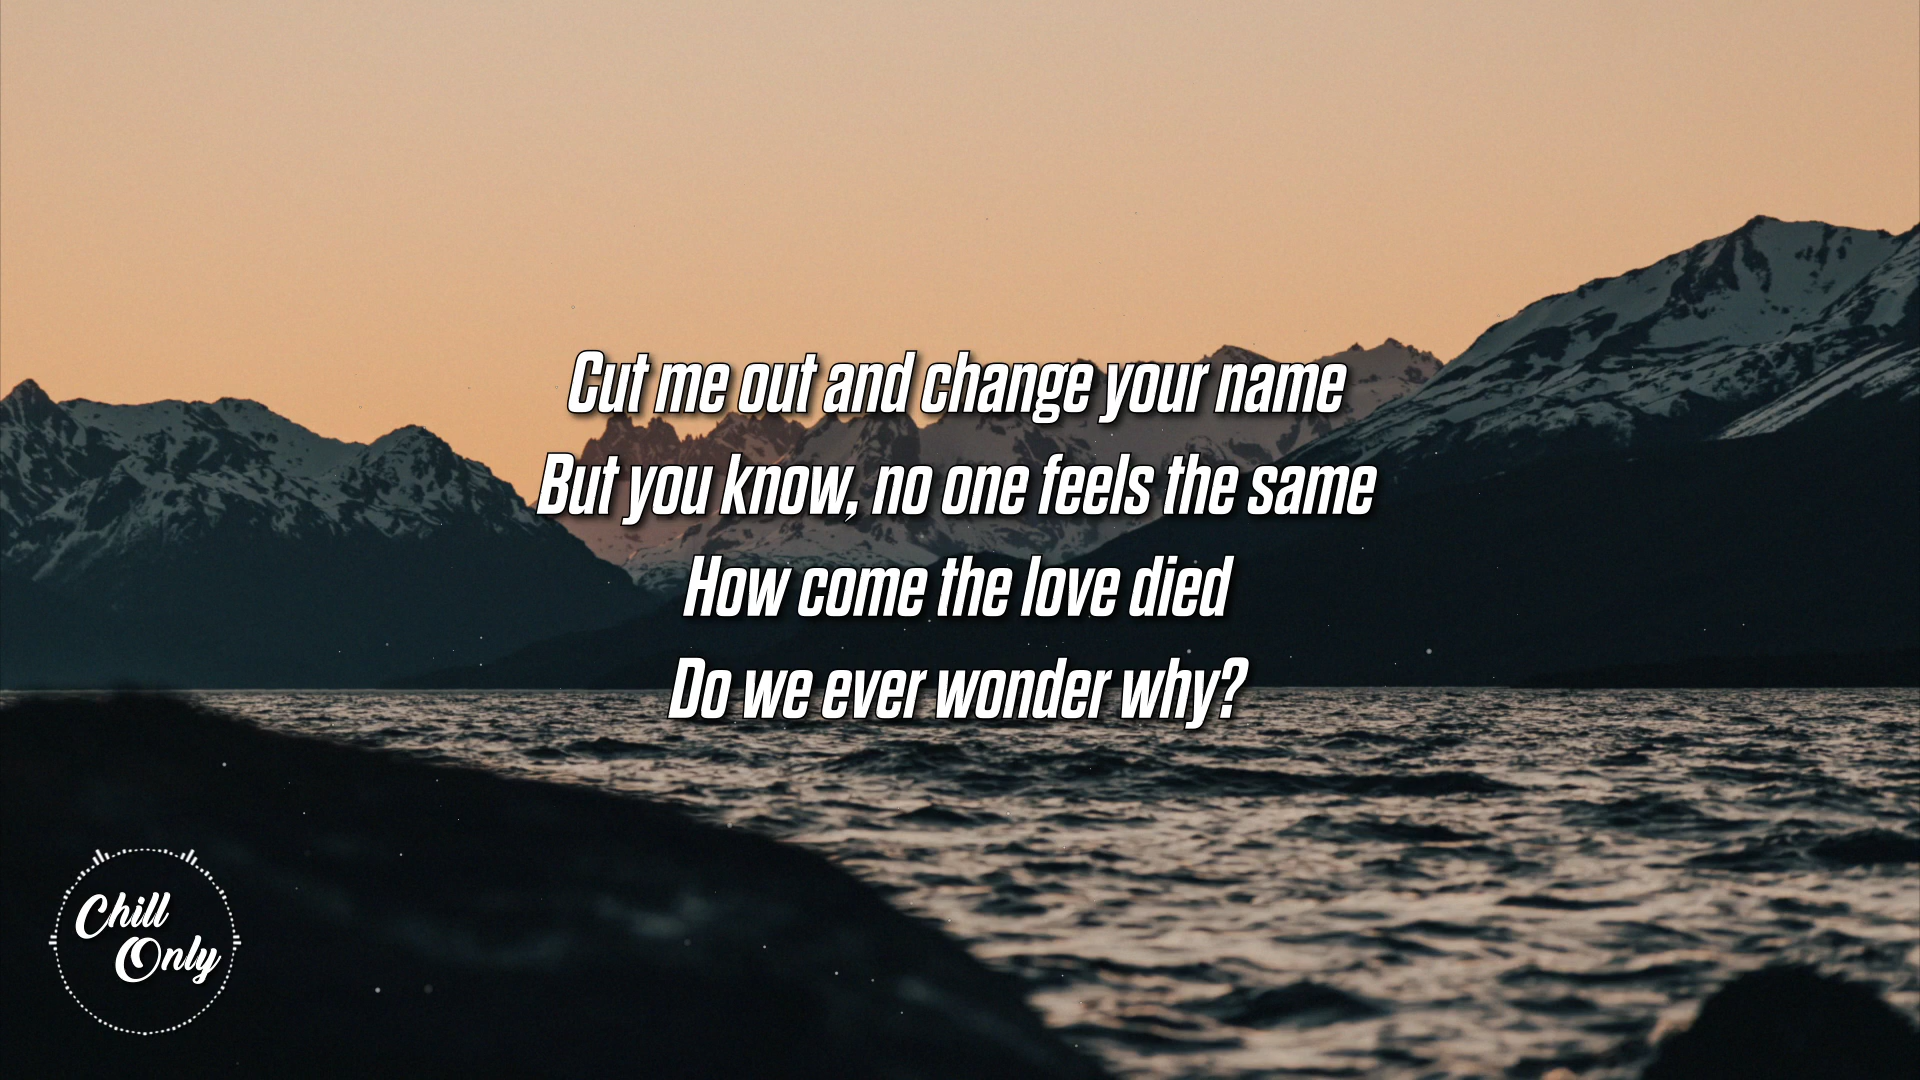 Cut me out and change your name
But you know, no one feels the same
How come the love died
Do we ever wonder why?
Chill
Only